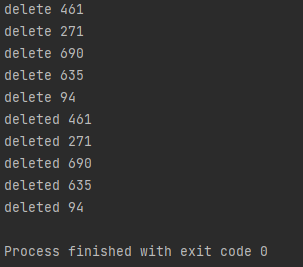 delete 461
delete 271
delete 690
delete 635
delete 94
deleted 461
deleted 271
deleted 690
deleted 635
deleted 94
Process finished with exit code 0